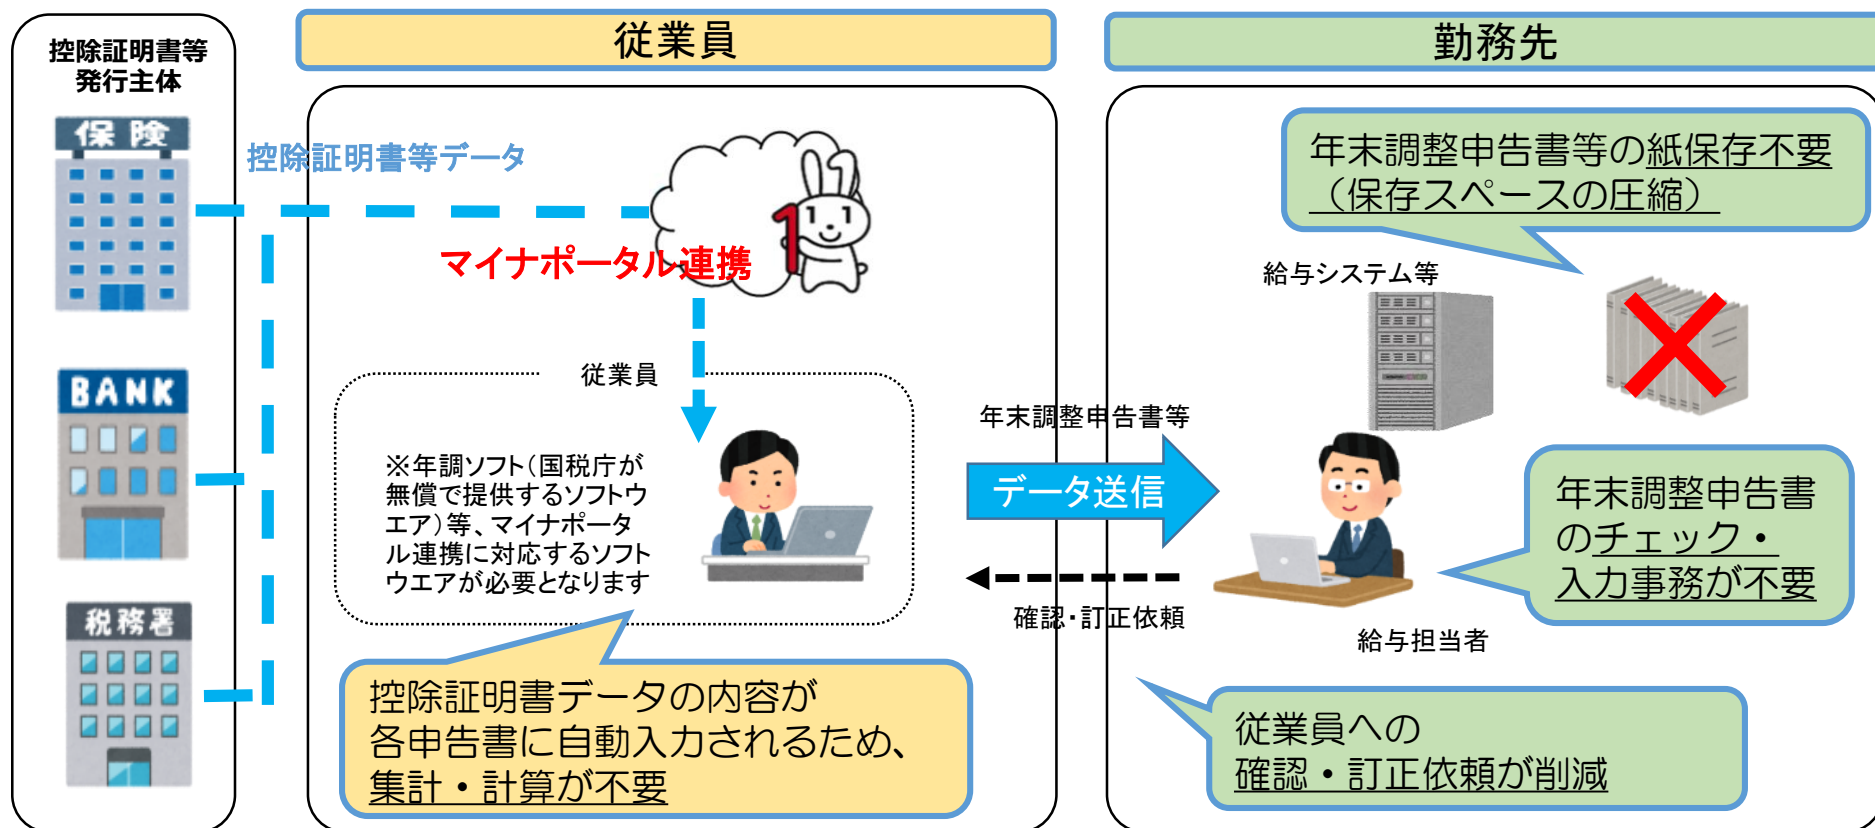 控除証明書等
発行主体
保険
BANK
税務署
従業員
控除証明書等データ
マイナポータル連携
1
従業員
※年調ソフト（国税庁が
無償で提供するソフトウ
エア）等、マイナポータ
ル連携に対応するソフト
ウエアが必要となります
控除証明書データの内容が
各申告書に自動入力されるため、
集計・計算が不要
年末調整申告書等
データ送信
確認・訂正依頼
勤務先
年末調整申告書等の紙保存不要
（保存スペースの圧縮）
給与システム等
年末調整申告書
のチェック・
入力事務が不要
給与担当者
従業員への
確認・訂正依頼が削減